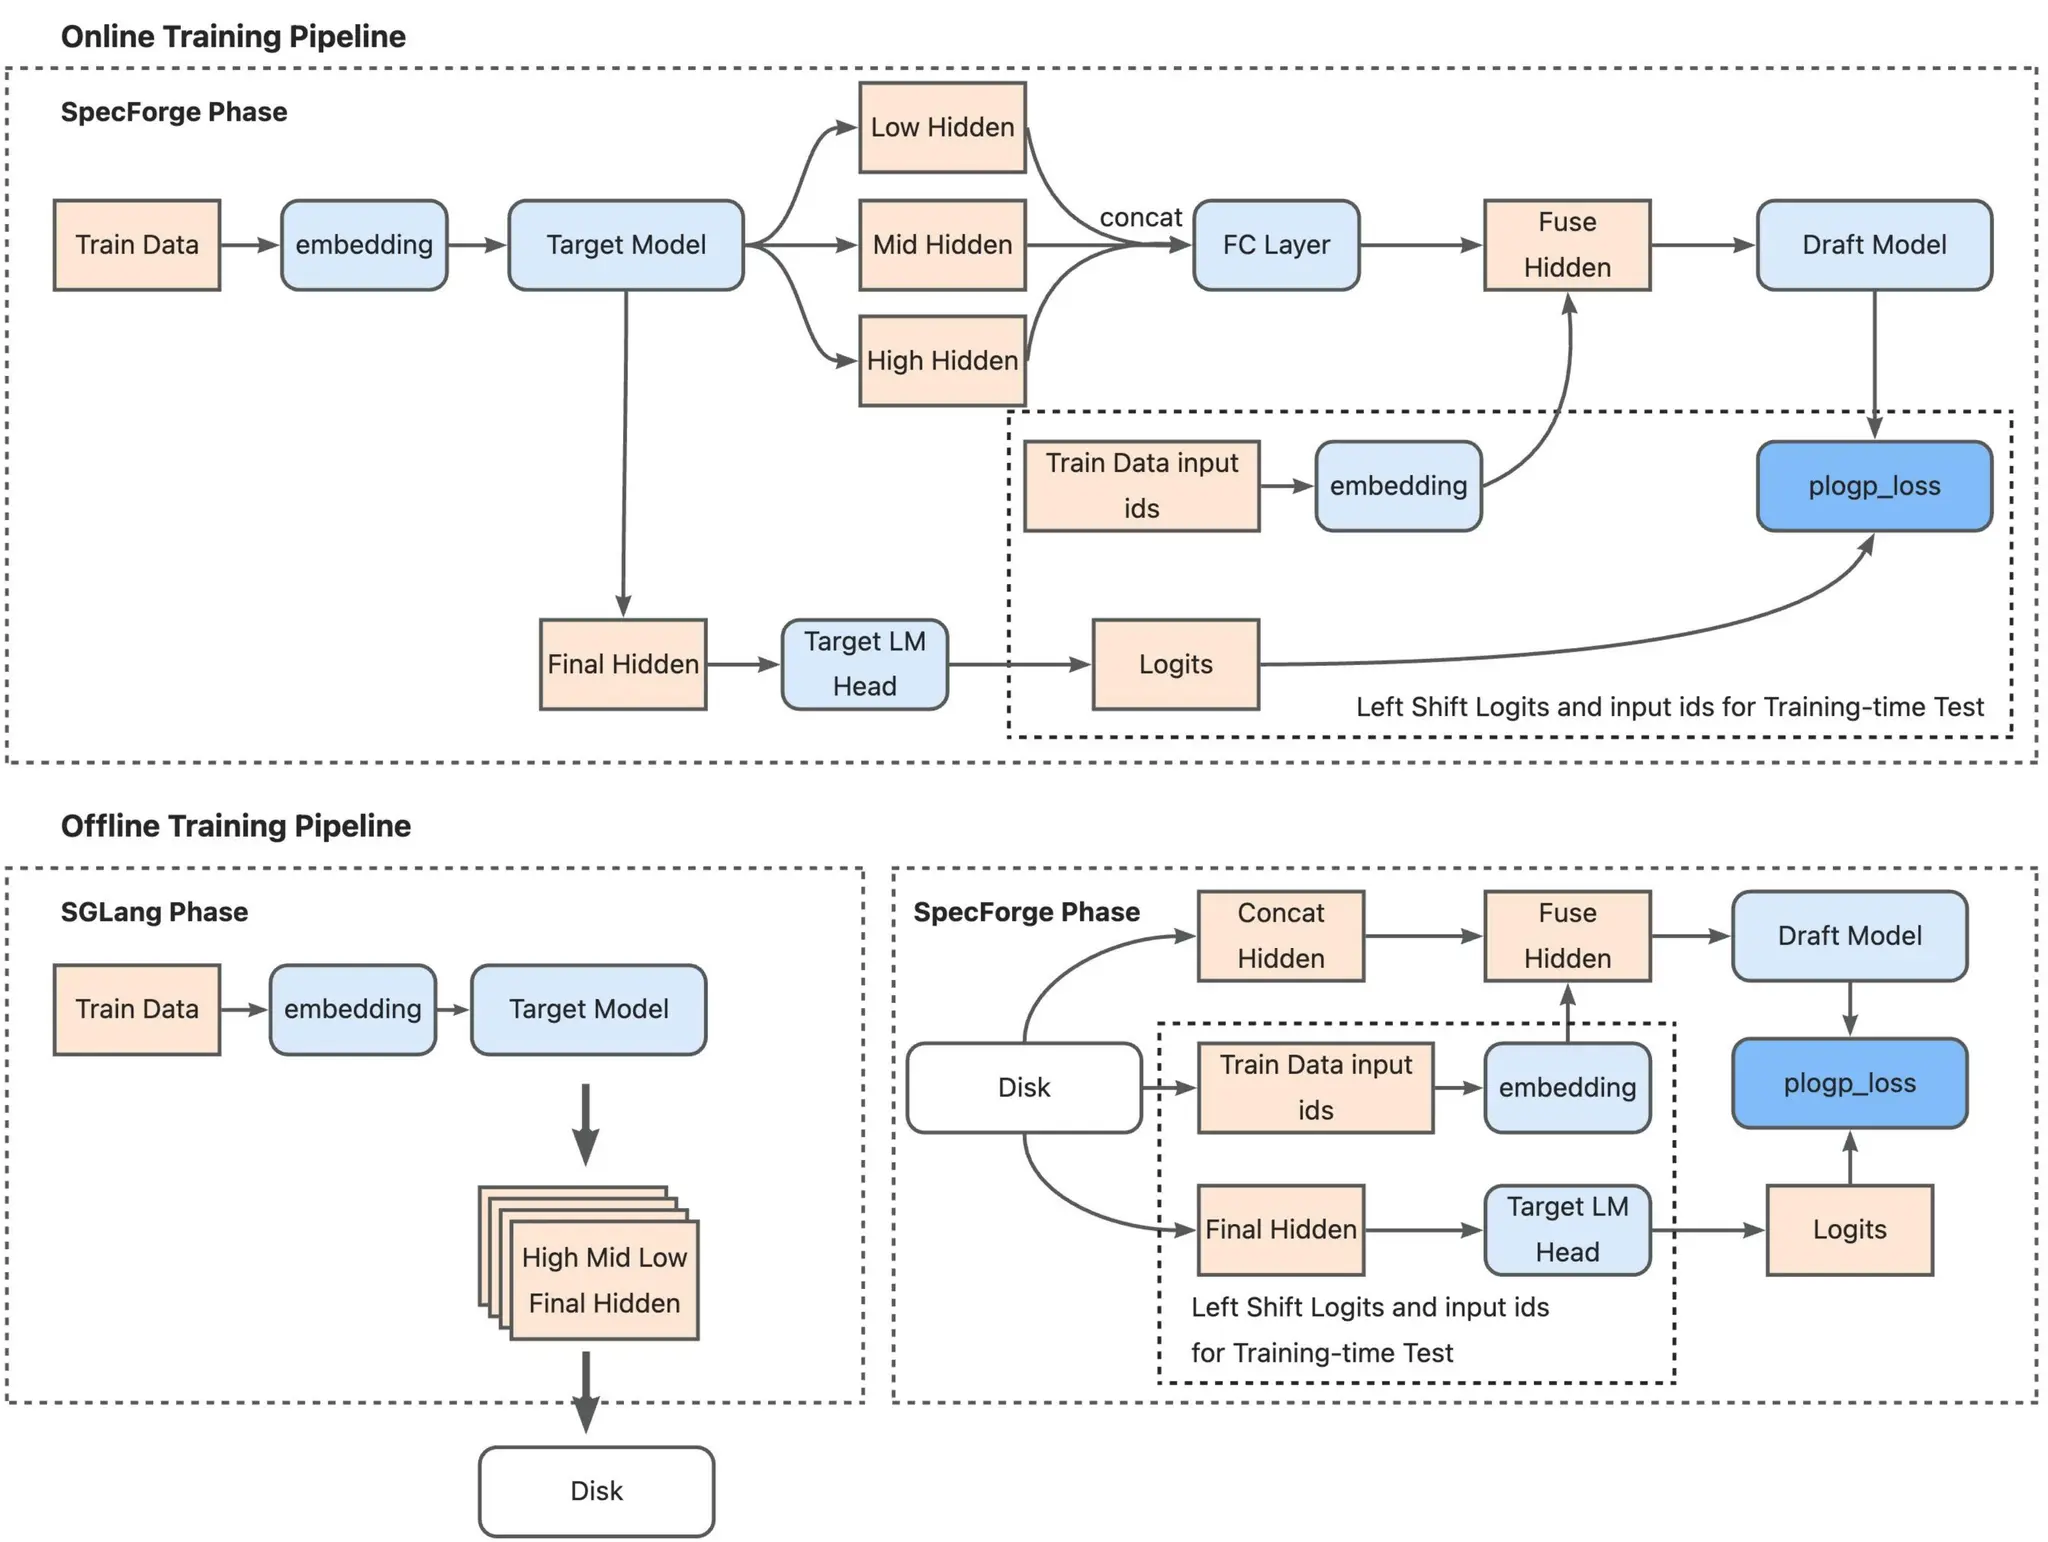 Online Training Pipeline
SpecForge Phase
Low Hidden
Train Data
embedding
Target Model
Mid Hidden
concat
FC Layer
Fuse
Hidden
Draft Model
High Hidden
Train Data input
ids
embedding
plogp_loss
Final Hidden
Target LM
Head
Logits
Left Shift Logits and input ids for Training-time Test
Offline Training Pipeline
SGLang Phase
Train Data
embedding
Target Model
High Mid Low
Final Hidden
Disk
SpecForge Phase
Concat
Hidden
Fuse
Hidden
Draft Model
Disk
Train Data input
ids
embedding
plogp_loss
Final Hidden
Target LM
Head
Logits
Left Shift Logits and input ids
for Training-time Test